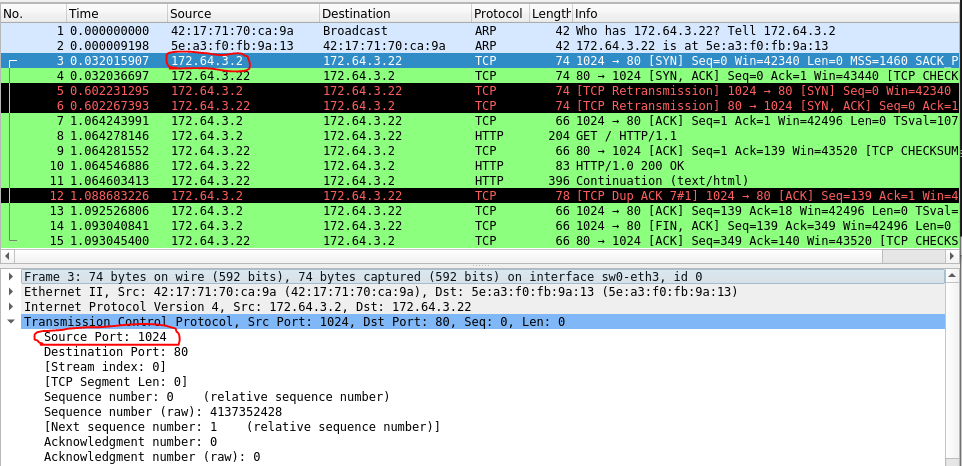 No. Time Source Destination Protocol Length Info
1 0.000000000 42:17:71:70:ca:9a Broadcast ARP 42 Who has 172.64.3.22? Tell 172.64.3.2
2 0.000009198 5e:a3:f0:fb:9a:13 42:17:71:70:ca:9a ARP 42 172.64.3.22 is at 5e:a3:f0:fb:9a:13
3 0.032015907 172.64.3.2 172.64.3.22 TCP 74 1024 → 80 [SYN] Seq=0 Win=42340 Len=0 MSS=1460 SACK_P
4 0.032036697 172.64.3.22 172.64.3.2 TCP 74 80 → 1024 [SYN, ACK] Seq=0 Ack=1 Win=43440 [TCP CHECK
5 0.602231295 172.64.3.2 172.64.3.22 TCP 74 [TCP Retransmission] 1024 → 80 [SYN] Seq=0 Win=42340
6 0.602267393 172.64.3.22 172.64.3.2 TCP 74 [TCP Retransmission] 80 → 1024 [SYN, ACK] Seq=0 Ack=1
7 1.064243991 172.64.3.2 172.64.3.22 TCP 66 1024 → 80 [ACK] Seq=1 Ack=1 Win=42496 Len=0 TSval=107
8 1.064278146 172.64.3.2 172.64.3.22 HTTP 204 GET / HTTP/1.1
9 1.064281552 172.64.3.22 172.64.3.2 TCP 66 80 → 1024 [ACK] Seq=1 Ack=139 Win=43520 [TCP CHECKSUM
10 1.064546886 172.64.3.22 172.64.3.2 HTTP 83 HTTP/1.0 200 OK
11 1.064603413 172.64.3.22 172.64.3.2 HTTP 396 Continuation (text/html)
12 1.088683226 172.64.3.2 172.64.3.22 TCP 78 [TCP Dup ACK 7#1] 1024 → 80 [ACK] Seq=139 Ack=1 Win=4
13 1.092526806 172.64.3.2 172.64.3.22 TCP 66 1024 → 80 [ACK] Seq=139 Ack=18 Win=42496 Len=0 TSval=
14 1.093040841 172.64.3.2 172.64.3.22 TCP 66 1024 → 80 [FIN, ACK] Seq=139 Ack=349 Win=42496 Len=0
15 1.093045400 172.64.3.22 172.64.3.2 TCP 66 80 → 1024 [ACK] Seq=349 Ack=140 Win=43520 [TCP CHECKS
Frame 3: 74 bytes on wire (592 bits), 74 bytes captured (592 bits) on interface sw0-eth3, id 0
Ethernet II, Src: 42:17:71:70:ca:9a (42:17:71:70:ca:9a), Dst: 5e:a3:f0:fb:9a:13 (5e:a3:f0:fb:9a:13)
Internet Protocol Version 4, Src: 172.64.3.2, Dst: 172.64.3.22
Transmission Control Protocol, Src Port: 1024, Dst Port: 80, Seq: 0, Len: 0
Source Port: 1024
Destination Port: 80
[Stream index: 0]
[TCP Segment Len: 0]
Sequence number: 0 (relative sequence number)
Sequence number (raw): 4137352428
[Next sequence number: 1 (relative sequence number)]
Acknowledgment number: 0
Acknowledgment number (raw): 0